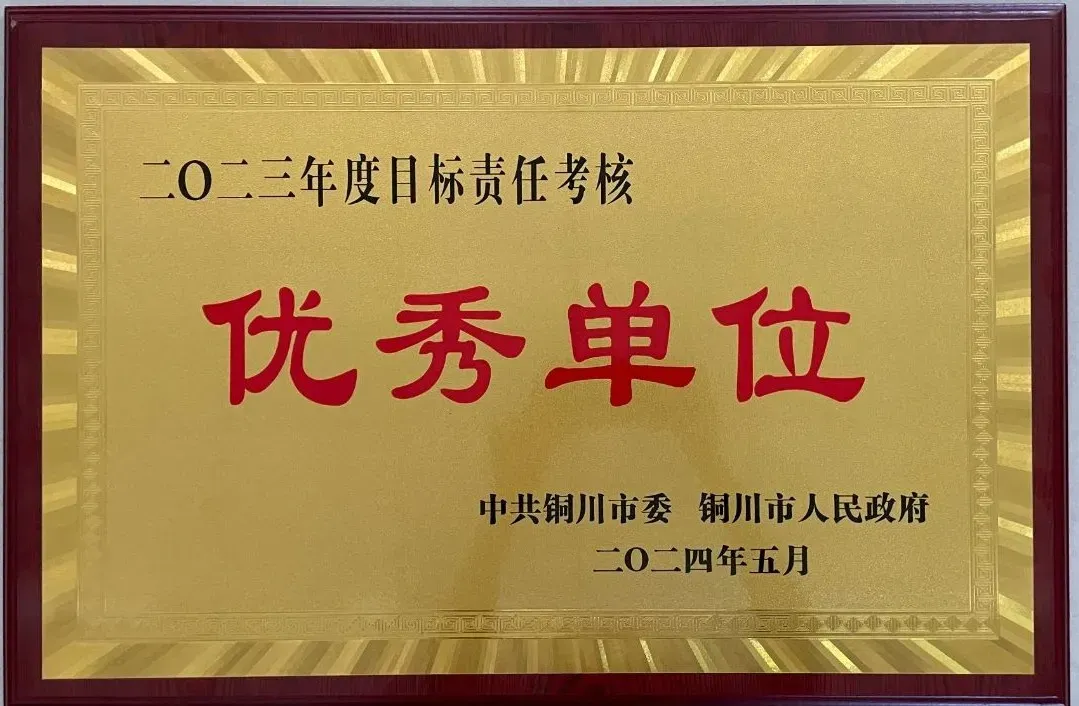 二〇二三年度目标责任考核
优秀单位
中共铜川市委 铜川市人民政府
二〇二四年五月